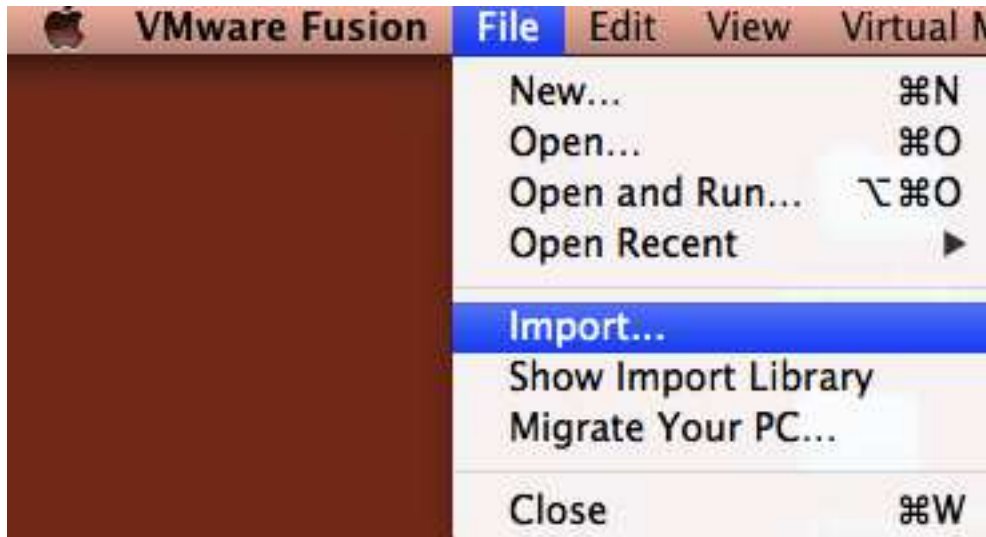 VMware Fusion File Edit View Virtual M
New... ⌘N
Open... ⌘O
Open and Run... ⌥⌘O
Open Recent ▶
Import...
Show Import Library
Migrate Your PC...
Close ⌘W